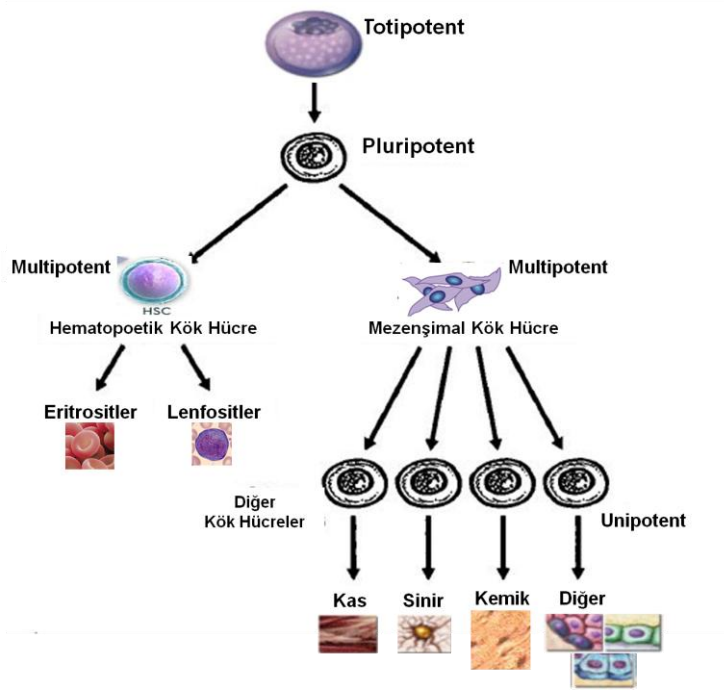 Totipotent
Pluripotent
Multipotent
Multipotent
HSC
Hematopoetik Kök Hücre
Mezenşimal Kök Hücre
Eritrositler
Lenfositler
Diğer
Kök Hücreler
Unipotent
Kas
Sinir
Kemik
Diğer